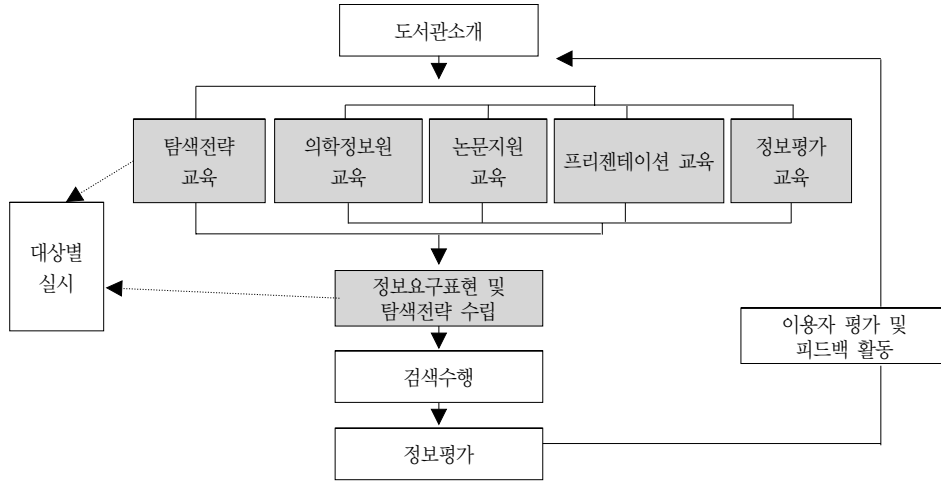 도서관소개
탐색전략
교육
의학정보원
교육
논문지원
교육
프리젠테이션 교육
정보평가
교육
대상별
실시
정보요구표현 및
탐색전략 수립
이용자 평가 및
피드백 활동
검색수행
정보평가